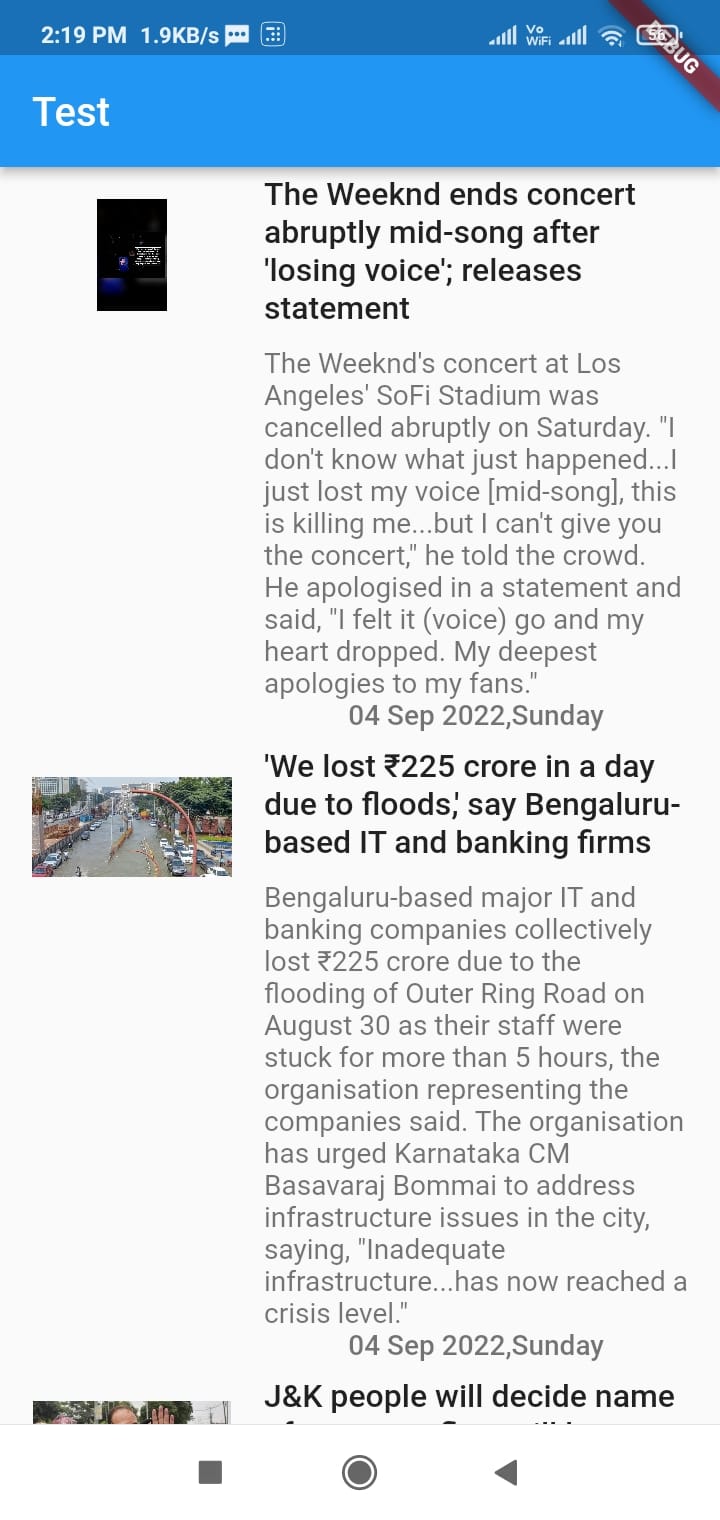 2:19 PM 1.9KB/s
Vo
WiFi
56
DEBUG
Test
The Weeknd ends concert
abruptly mid-song after
'losing voice'; releases
statement
The Weeknd's concert at Los
Angeles' SoFi Stadium was
cancelled abruptly on Saturday. "I
don't know what just happened...I
just lost my voice [mid-song], this
is killing me...but I can't give you
the concert," he told the crowd.
He apologised in a statement and
said, "I felt it (voice) go and my
heart dropped. My deepest
apologies to my fans."
04 Sep 2022,Sunday
'We lost ₹225 crore in a day
due to floods,' say Bengaluru-
based IT and banking firms
Bengaluru-based major IT and
banking companies collectively
lost ₹225 crore due to the
flooding of Outer Ring Road on
August 30 as their staff were
stuck for more than 5 hours, the
organisation representing the
companies said. The organisation
has urged Karnataka CM
Basavaraj Bommai to address
infrastructure issues in the city,
saying, "Inadequate
infrastructure...has now reached a
crisis level."
04 Sep 2022,Sunday
J&K people will decide name